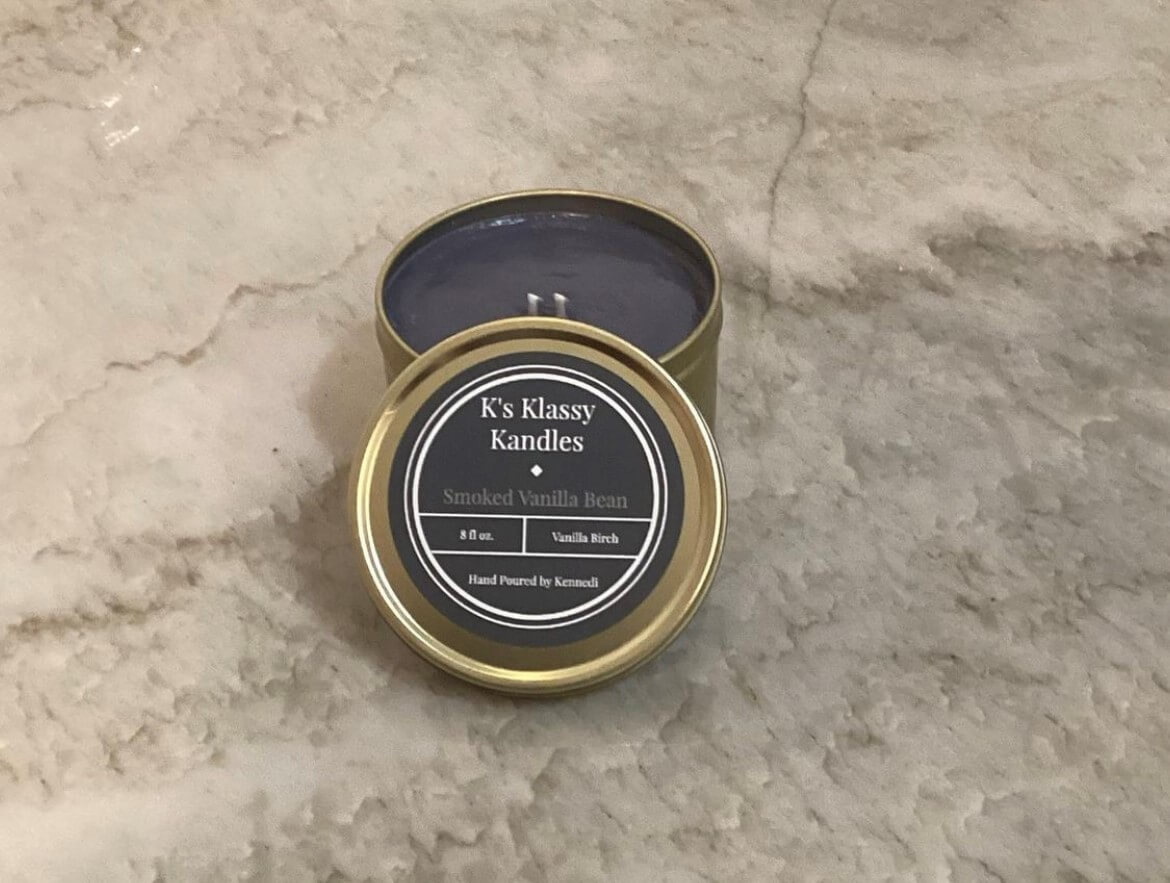 K's Klassy
Kandles
Smoked Vanilla Bean
8 fl oz.
Vanilla Birch
Hand Poured by Kennedi